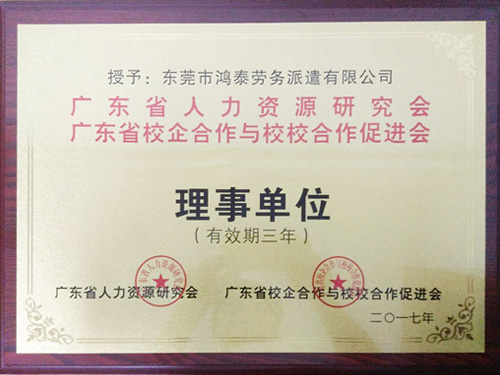 授予：东莞市鸿泰劳务派遣有限公司
广东省人力资源研究会
广东省校企合作与校校合作促进会
理事单位
（有效期三年）
广东省人力资源研究会 广东省校企合作与校校合作促进会
二〇一七年